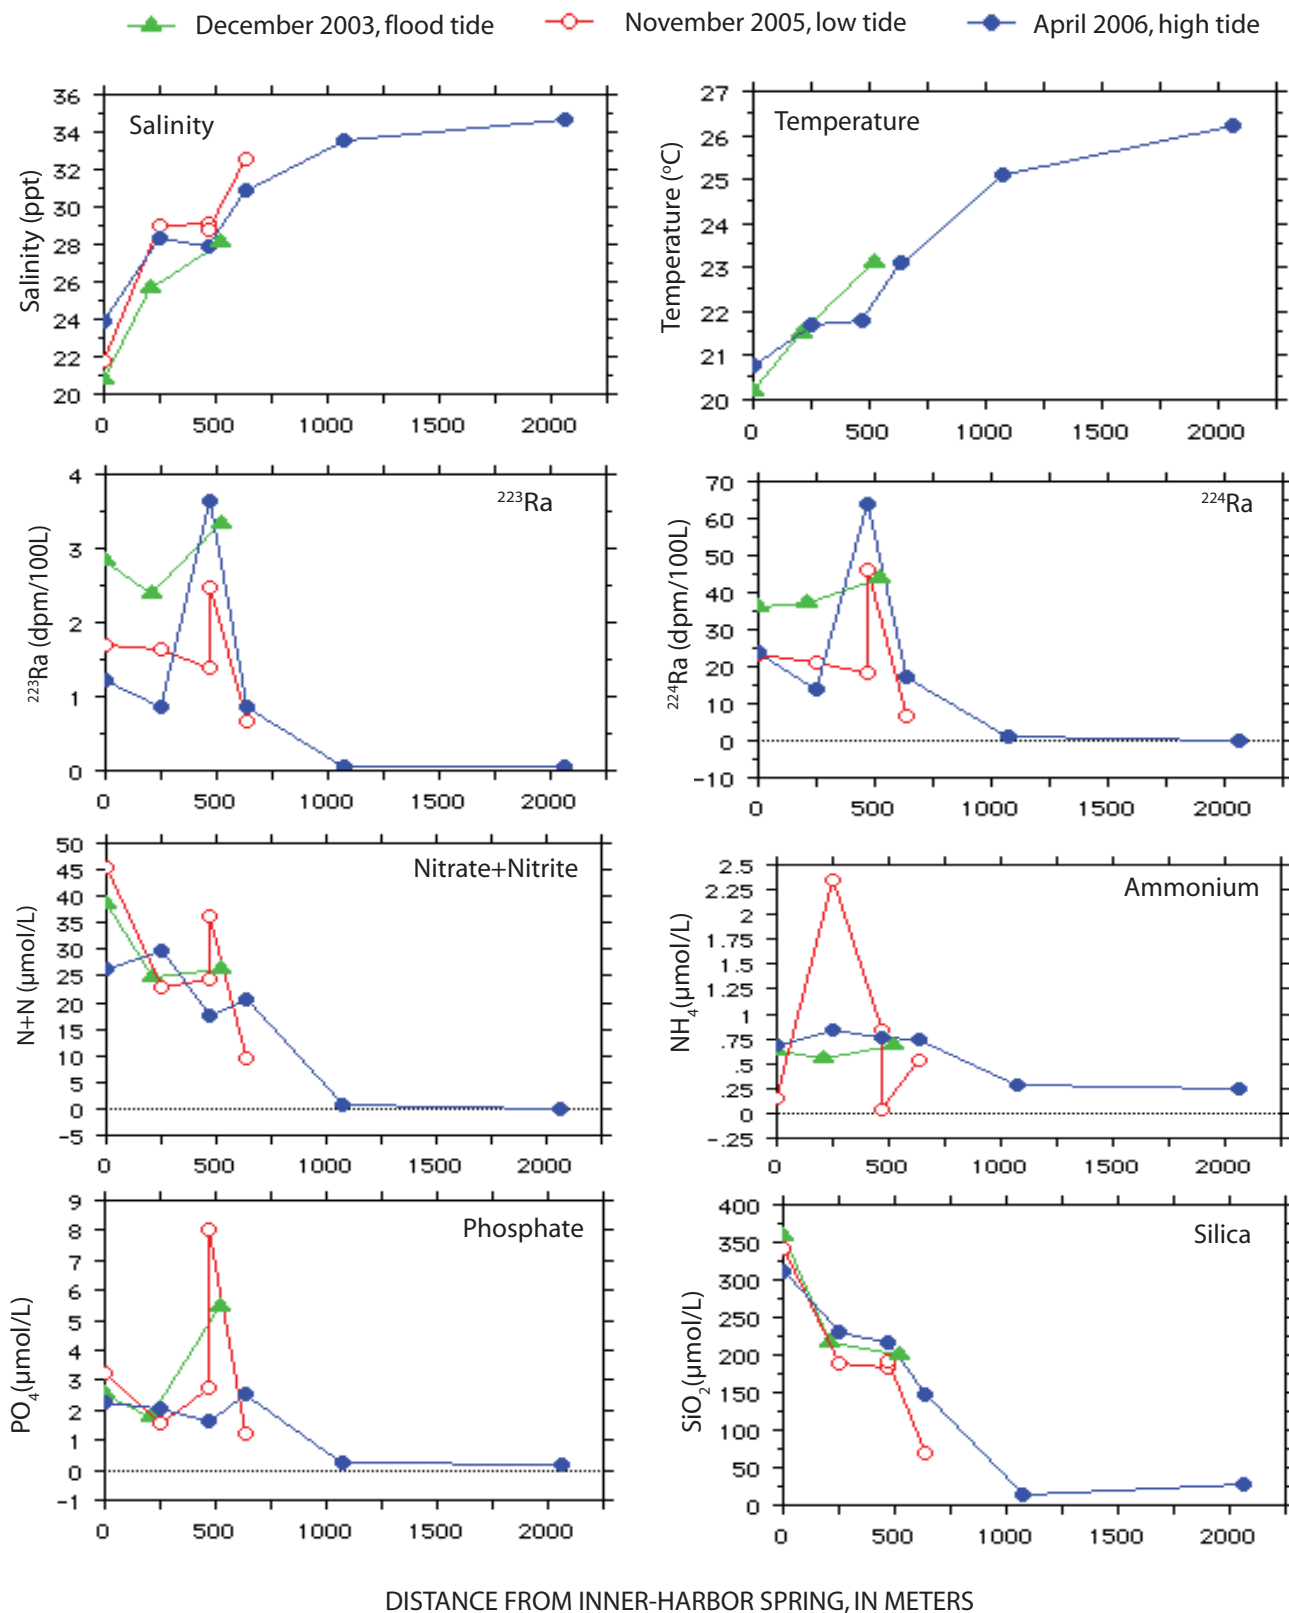 December 2003, flood tide
November 2005, low tide
April 2006, high tide
Salinity
Salinity (ppt)
36
34
32
30
28
26
24
22
20
0 500 1000 1500 2000
Temperature
Temperature (°C)
27
26
25
24
23
22
21
20
0 500 1000 1500 2000
²²³Ra
²²³Ra (dpm/100L)
4
3
2
1
0
0 500 1000 1500 2000
²²⁴Ra
²²⁴Ra (dpm/100L)
70
60
50
40
30
20
10
0
-10
0 500 1000 1500 2000
Nitrate+Nitrite
N+N (µmol/L)
50
45
40
35
30
25
20
15
10
5
0
-5
0 500 1000 1500 2000
Ammonium
NH₄(µmol/L)
2.5
2.25
2
1.75
1.5
1.25
1
.75
.5
.25
0
-.25
0 500 1000 1500 2000
Phosphate
PO₄(µmol/L)
9
8
7
6
5
4
3
2
1
0
-1
0 500 1000 1500 2000
Silica
SiO₂(µmol/L)
400
350
300
250
200
150
100
50
0
0 500 1000 1500 2000
DISTANCE FROM INNER-HARBOR SPRING, IN METERS